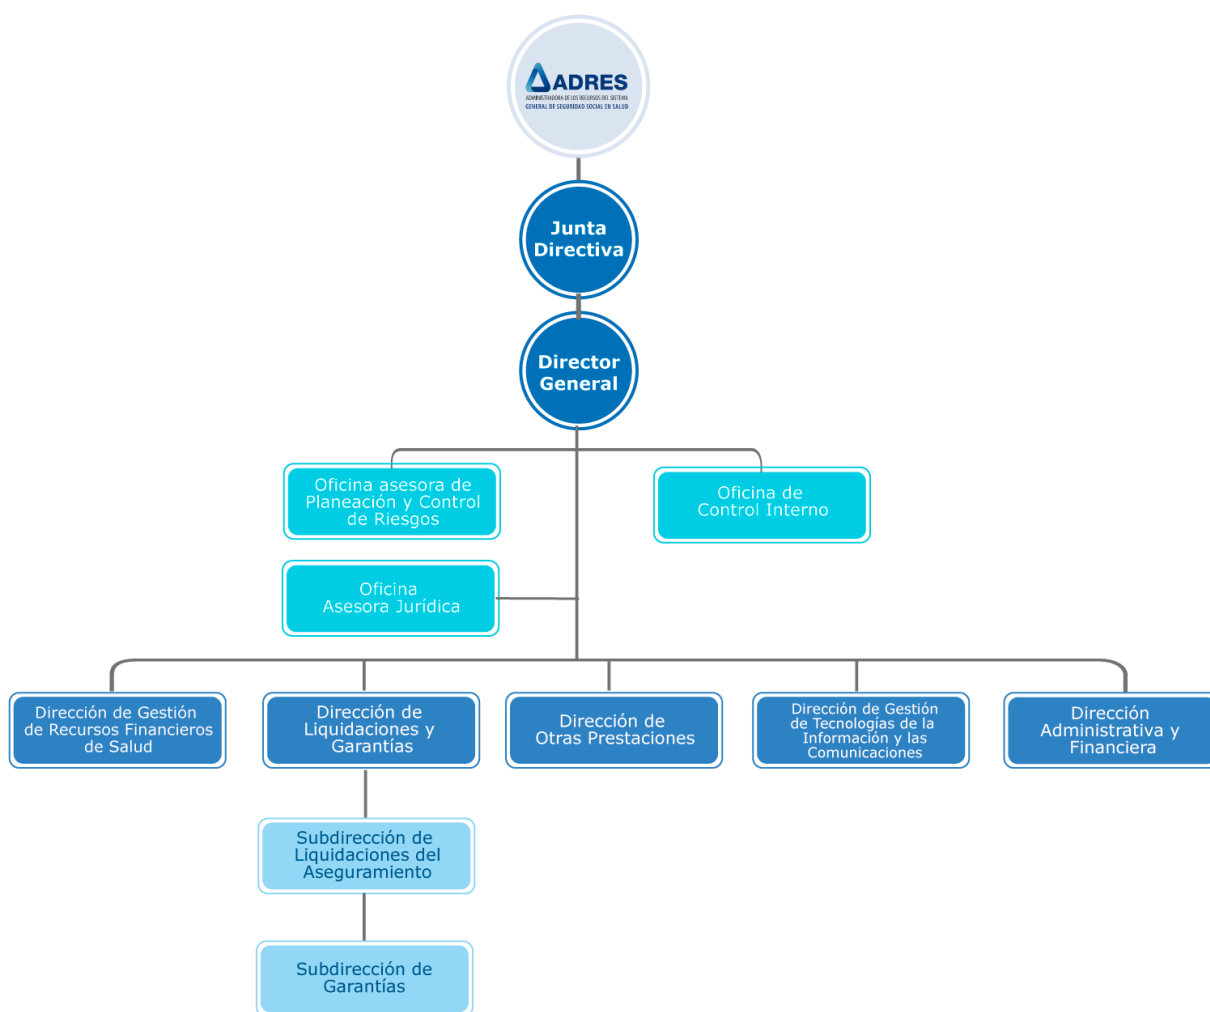 ADRES
ADMINISTRADORA DE LOS RECURSOS DEL SISTEMA
GENERAL DE SEGURIDAD SOCIAL EN SALUD
Junta
Directiva
Director
General
Oficina asesora de
Planeación y Control
de Riesgos
Oficina de
Control Interno
Oficina
Asesora Jurídica
Dirección de Gestión
de Recursos Financieros
de Salud
Dirección de
Liquidaciones y
Garantías
Dirección de
Otras Prestaciones
Dirección de Gestión
de Tecnologías de la
Información y las
Comunicaciones
Dirección
Administrativa y
Financiera
Subdirección de
Liquidaciones del
Aseguramiento
Subdirección de
Garantías